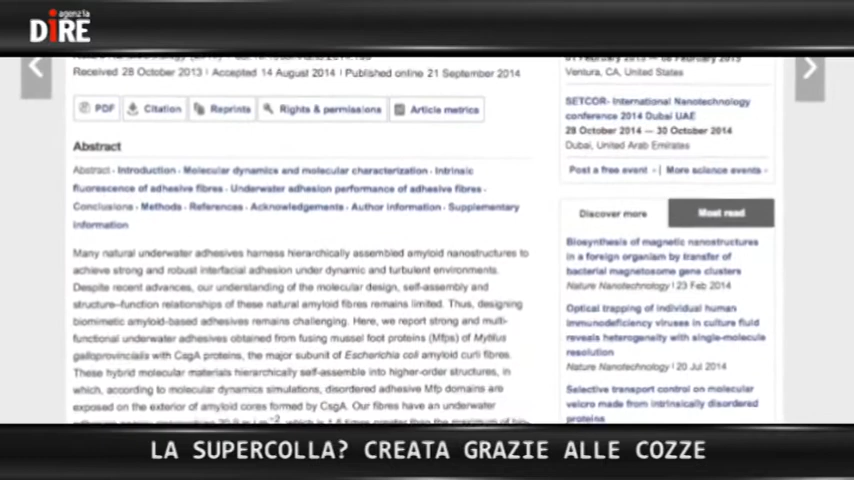 agenzia
DiRE
Received 28 October 2013 | Accepted 14 August 2014 | Published online 21 September 2014
PDF Citation Reprints Rights & permissions Article metrics
Abstract
Abstract · Introduction · Molecular dynamics and molecular characterization · Intrinsic
fluorescence of adhesive fibres · Underwater adhesion performance of adhesive fibres ·
Conclusions · Methods · References · Acknowledgements · Author information · Supplementary
information
Many natural underwater adhesives harness hierarchically assembled amyloid nanostructures to
achieve strong and robust interfacial adhesion under dynamic and turbulent environments.
Despite recent advances, our understanding of the molecular design, self-assembly and
structure–function relationships of these natural amyloid fibres remains limited. Thus, designing
biomimetic amyloid-based adhesives remains challenging. Here, we report strong and multi-
functional underwater adhesives obtained from fusing mussel foot proteins (Mfps) of Mytilus
galloprovincialis with CsgA proteins, the major subunit of Escherichia coli amyloid curli fibres.
These hybrid molecular materials hierarchically self-assemble into higher-order structures, in
which, according to molecular dynamics simulations, disordered adhesive Mfp domains are
exposed on the exterior of amyloid cores formed by CsgA. Our fibres have an underwater
Ventura, CA, United States
SETCOR- International Nanotechnology
conference 2014 Dubai UAE
28 October 2014 — 30 October 2014
Dubai, United Arab Emirates
Post a free event · | More science events ·
Discover more Most read
Biosynthesis of magnetic nanostructures
in a foreign organism by transfer of
bacterial magnetosome gene clusters
Nature Nanotechnology | 23 Feb 2014
Optical trapping of individual human
immunodeficiency viruses in culture fluid
reveals heterogeneity with single-molecule
resolution
Nature Nanotechnology | 20 Jul 2014
Selective transport control on molecular
velcro made from intrinsically disordered
proteins
LA SUPERCOLLA? CREATA GRAZIE ALLE COZZE